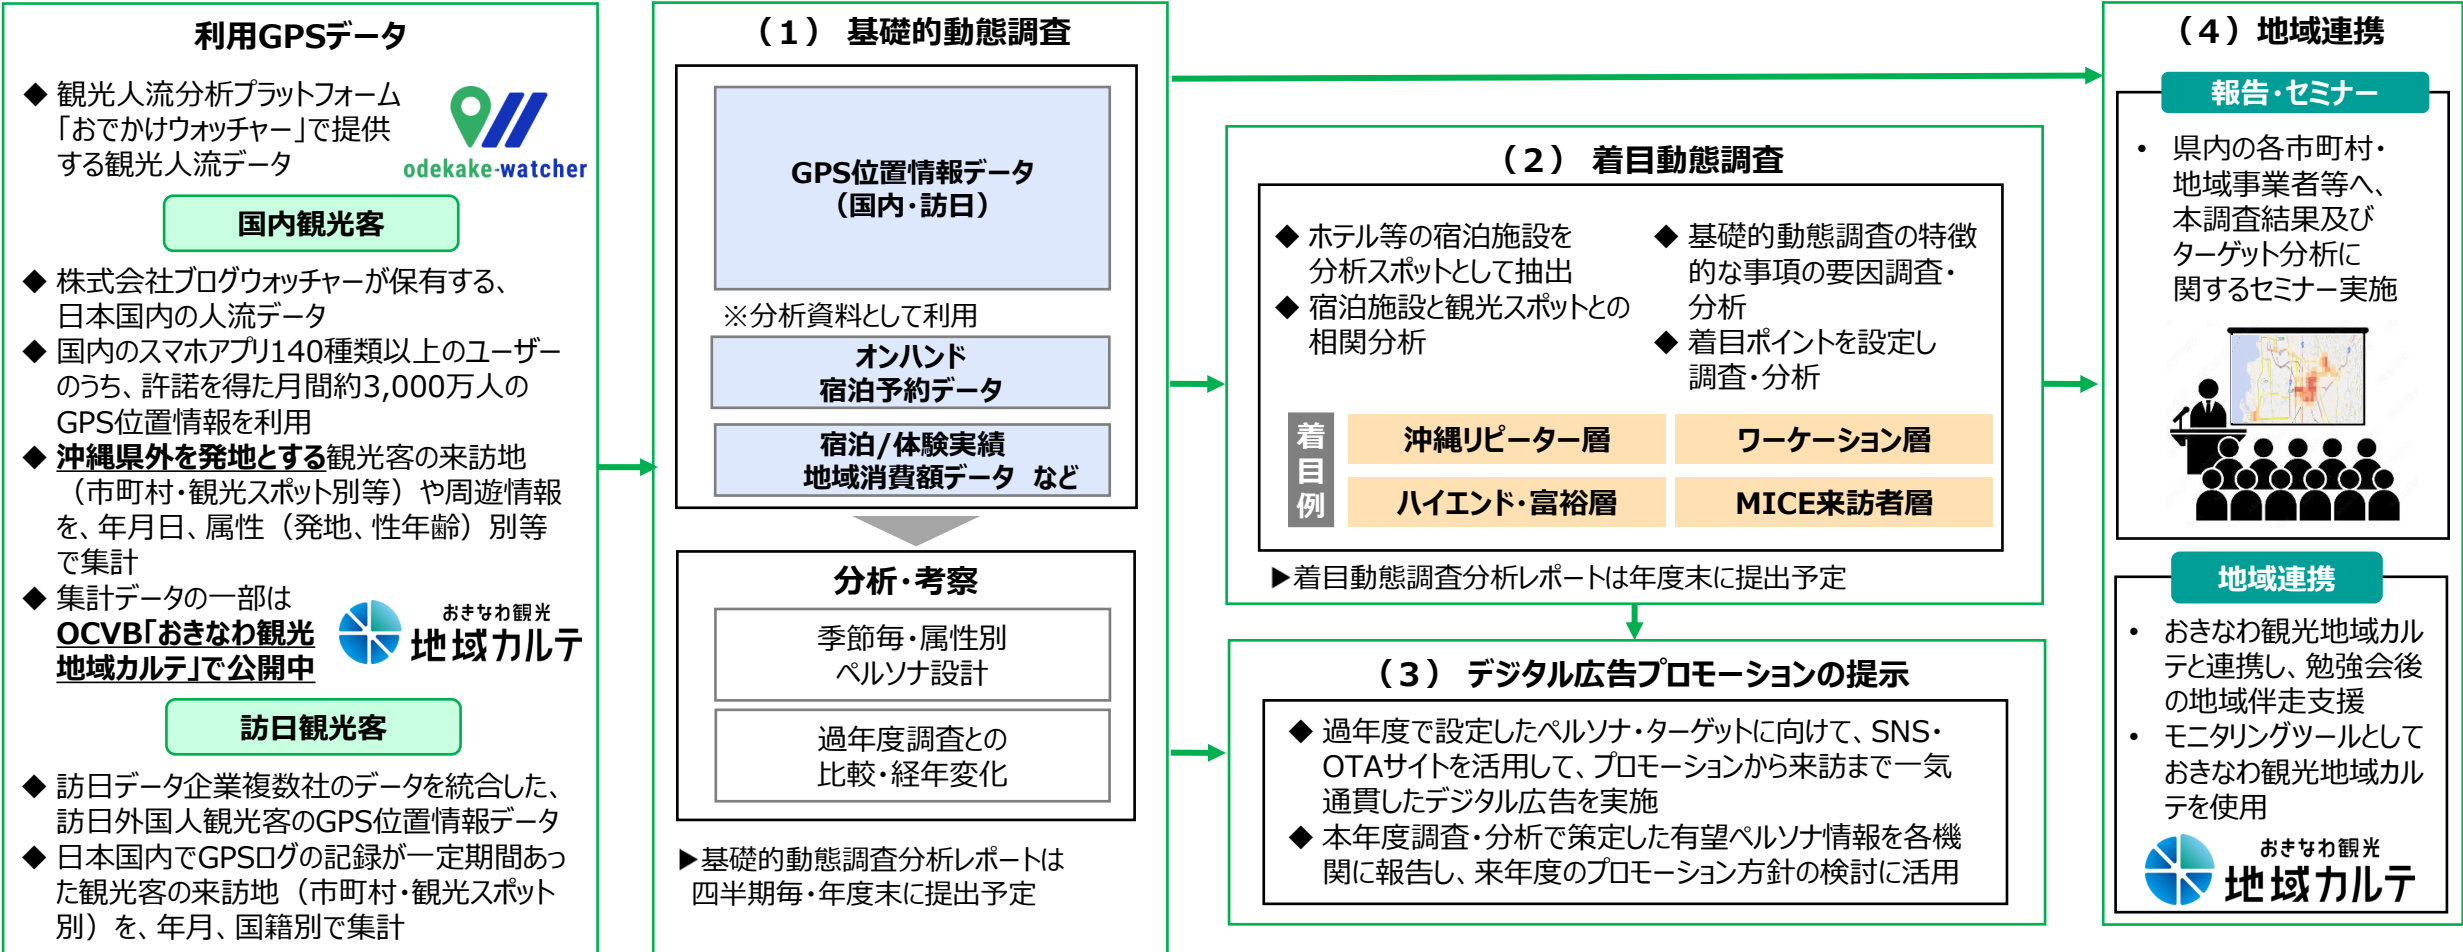 利用GPSデータ
◆ 観光人流分析プラットフォーム
「おでかけウォッチャー」で提供
する観光人流データ
odekake-watcher
国内観光客
◆ 株式会社ブログウォッチャーが保有する、
日本国内の人流データ
◆ 国内のスマホアプリ140種類以上のユーザー
のうち、許諾を得た月間約3,000万人の
GPS位置情報を利用
◆ 沖縄県外を発地とする観光客の来訪地
（市町村・観光スポット別等）や周遊情報
を、年月日、属性（発地、性年齢）別等
で集計
◆ 集計データの一部は
OCVB「おきなわ観光
地域カルテ」で公開中
おきなわ観光
地域カルテ
訪日観光客
◆ 訪日データ企業複数社のデータを統合した、
訪日外国人観光客のGPS位置情報データ
◆ 日本国内でGPSログの記録が一定期間あっ
た観光客の来訪地（市町村・観光スポット
別）を、年月、国籍別で集計
（１） 基礎的動態調査
GPS位置情報データ
（国内・訪日）
※分析資料として利用
オンハンド
宿泊予約データ
宿泊/体験実績
地域消費額データ など
分析・考察
季節毎・属性別
ペルソナ設計
過年度調査との
比較・経年変化
▶基礎的動態調査分析レポートは
四半期毎・年度末に提出予定
（２） 着目動態調査
◆ ホテル等の宿泊施設を
分析スポットとして抽出
◆ 宿泊施設と観光スポットとの
相関分析
◆ 基礎的動態調査の特徴
的な事項の要因調査・
分析
◆ 着目ポイントを設定し
調査・分析
着目例
沖縄リピーター層
ワーケーション層
ハイエンド・富裕層
MICE来訪者層
▶着目動態調査分析レポートは年度末に提出予定
（３） デジタル広告プロモーションの提示
◆ 過年度で設定したペルソナ・ターゲットに向けて、SNS・
OTAサイトを活用して、プロモーションから来訪まで一気
通貫したデジタル広告を実施
◆ 本年度調査・分析で策定した有望ペルソナ情報を各機
関に報告し、来年度のプロモーション方針の検討に活用
（４）地域連携
報告・セミナー
• 県内の各市町村・
地域事業者等へ、
本調査結果及び
ターゲット分析に
関するセミナー実施
地域連携
• おきなわ観光地域カル
テと連携し、勉強会後
の地域伴走支援
• モニタリングツールとして
おきなわ観光地域カル
テを使用
おきなわ観光
地域カルテ